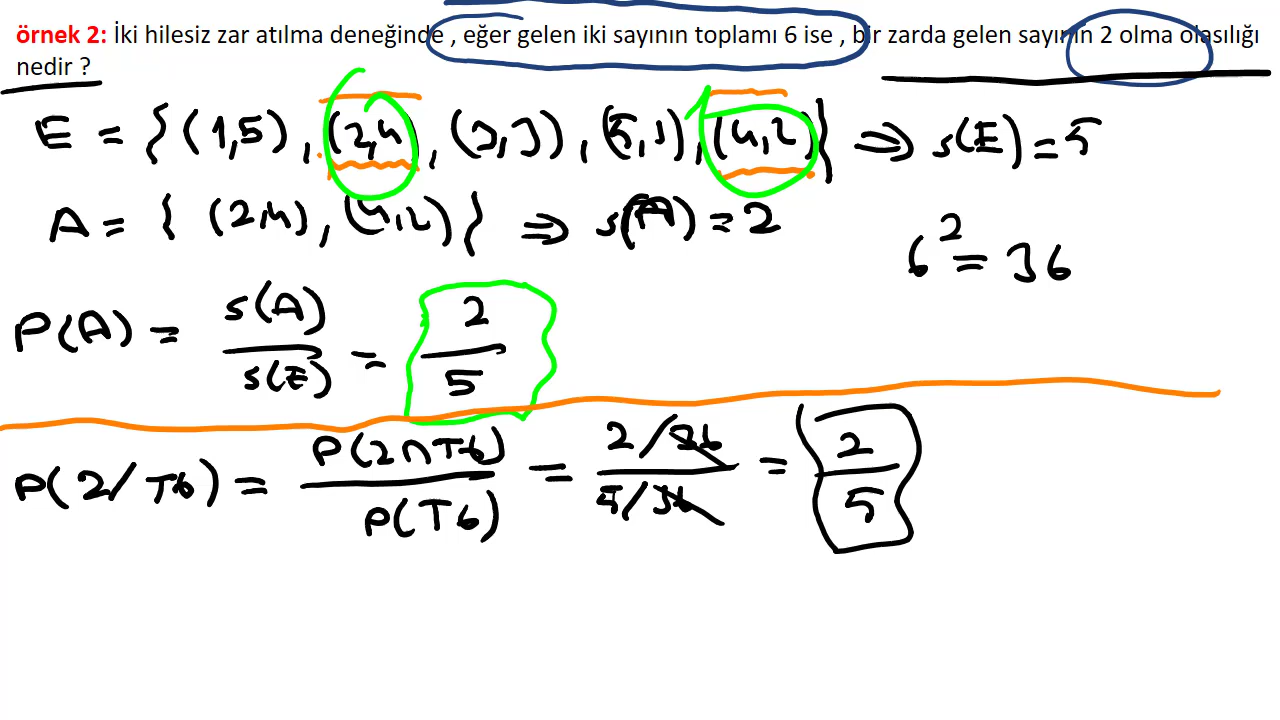 örnek 2: İki hilesiz zar atılma deneğinde , eğer gelen iki sayının toplamı 6 ise , bir zarda gelen sayının 2 olma olasılığı
nedir ?
E = {(1,5) , (2,4) , (3,3) , (5,1) , (4,2)} ⇒ s(E) = 5
A = { (2,4) , (4,2) } ⇒ s(A) = 2
6² = 36
P(A) = s(A)/s(E) = 2/5
P(2/T6) = P(2∩T6)/P(T6) = (2/36)/(5/36) = 2/5